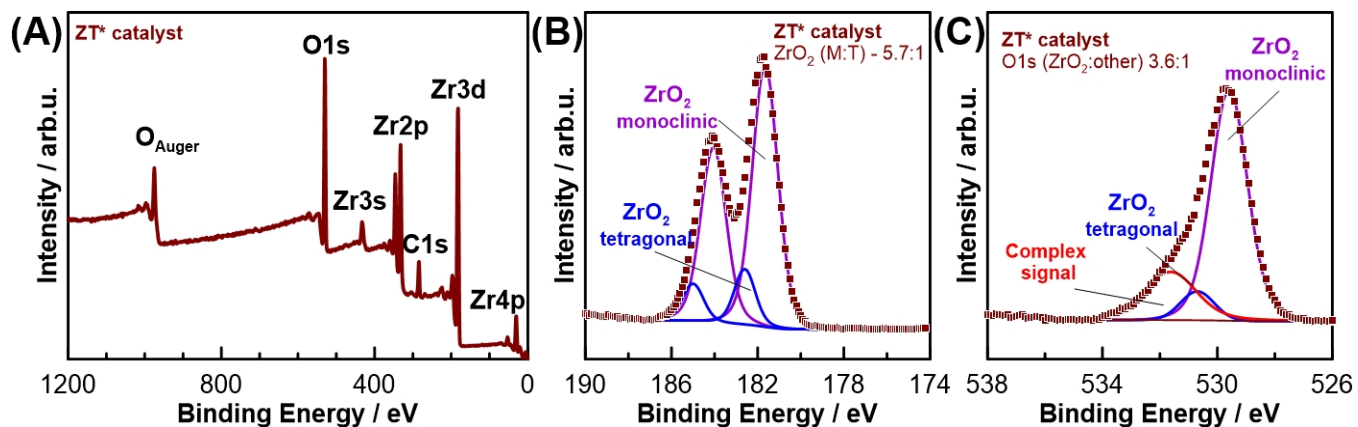 (A)
ZT* catalyst
O1s
Zr3d
Zr2p
OAuger
Zr3s
C1s
Zr4p
Intensity / arb.u.
1200 800 400 0
Binding Energy / eV
(B)
ZT* catalyst
ZrO2 (M:T) - 5.7:1
ZrO2
monoclinic
ZrO2
tetragonal
Intensity / arb.u.
190 186 182 178 174
Binding Energy / eV
(C)
ZT* catalyst
O1s (ZrO2:other) 3.6:1
ZrO2
monoclinic
ZrO2
tetragonal
Complex
signal
Intensity / arb.u.
538 534 530 526
Binding Energy / eV